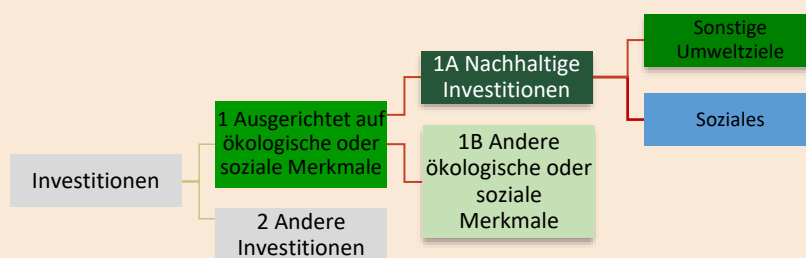 Investitionen
1 Ausgerichtet auf
ökologische oder
soziale Merkmale
2 Andere
Investitionen
1A Nachhaltige
Investitionen
1B Andere
ökologische oder
soziale
Merkmale
Sonstige
Umweltziele
Soziales